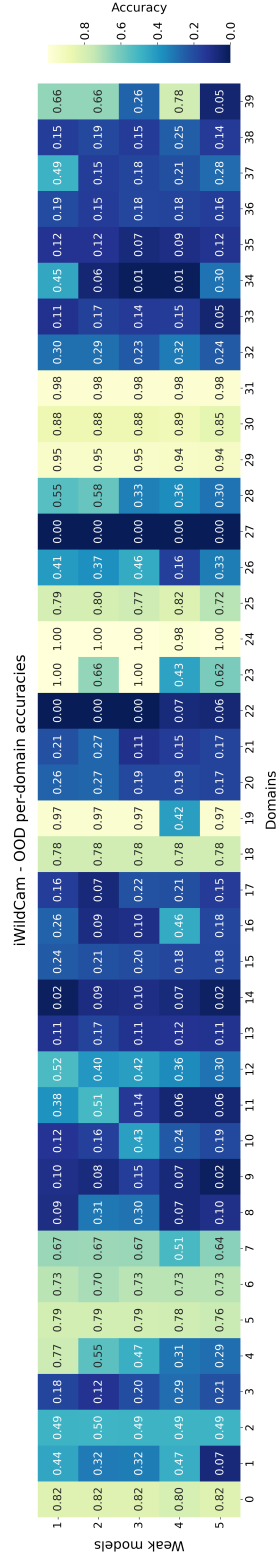 iWildCam - OOD per-domain accuracies
Weak models
1 0.82 0.44 0.49 0.18 0.77 0.79 0.73 0.67 0.09 0.10 0.12 0.38 0.52 0.11 0.02 0.24 0.26 0.16 0.78 0.97 0.26 0.21 0.00 1.00 1.00 0.79 0.41 0.00 0.55 0.95 0.88 0.98 0.30 0.11 0.45 0.12 0.19 0.49 0.15 0.66
2 0.82 0.32 0.50 0.12 0.55 0.79 0.70 0.67 0.31 0.08 0.16 0.51 0.40 0.17 0.09 0.21 0.09 0.07 0.78 0.97 0.27 0.27 0.00 0.66 1.00 0.80 0.37 0.00 0.58 0.95 0.88 0.98 0.29 0.17 0.06 0.12 0.15 0.15 0.19 0.66
3 0.82 0.32 0.49 0.20 0.47 0.79 0.73 0.67 0.30 0.15 0.43 0.14 0.42 0.11 0.10 0.20 0.10 0.22 0.78 0.97 0.19 0.11 0.00 1.00 1.00 0.77 0.46 0.00 0.33 0.95 0.88 0.98 0.23 0.14 0.01 0.07 0.18 0.18 0.15 0.26
4 0.80 0.47 0.49 0.29 0.31 0.78 0.73 0.51 0.07 0.07 0.24 0.06 0.36 0.12 0.07 0.18 0.46 0.21 0.78 0.42 0.19 0.15 0.07 0.43 0.98 0.82 0.16 0.00 0.36 0.94 0.89 0.98 0.32 0.15 0.01 0.09 0.18 0.21 0.25 0.78
5 0.82 0.07 0.49 0.21 0.29 0.76 0.73 0.64 0.10 0.02 0.19 0.06 0.30 0.11 0.02 0.18 0.18 0.15 0.78 0.97 0.17 0.17 0.06 0.62 1.00 0.72 0.33 0.00 0.30 0.94 0.85 0.98 0.24 0.05 0.30 0.12 0.16 0.28 0.14 0.05
0 1 2 3 4 5 6 7 8 9 10 11 12 13 14 15 16 17 18 19 20 21 22 23 24 25 26 27 28 29 30 31 32 33 34 35 36 37 38 39
Domains
0.8
0.6
0.4
0.2
0.0
Accuracy